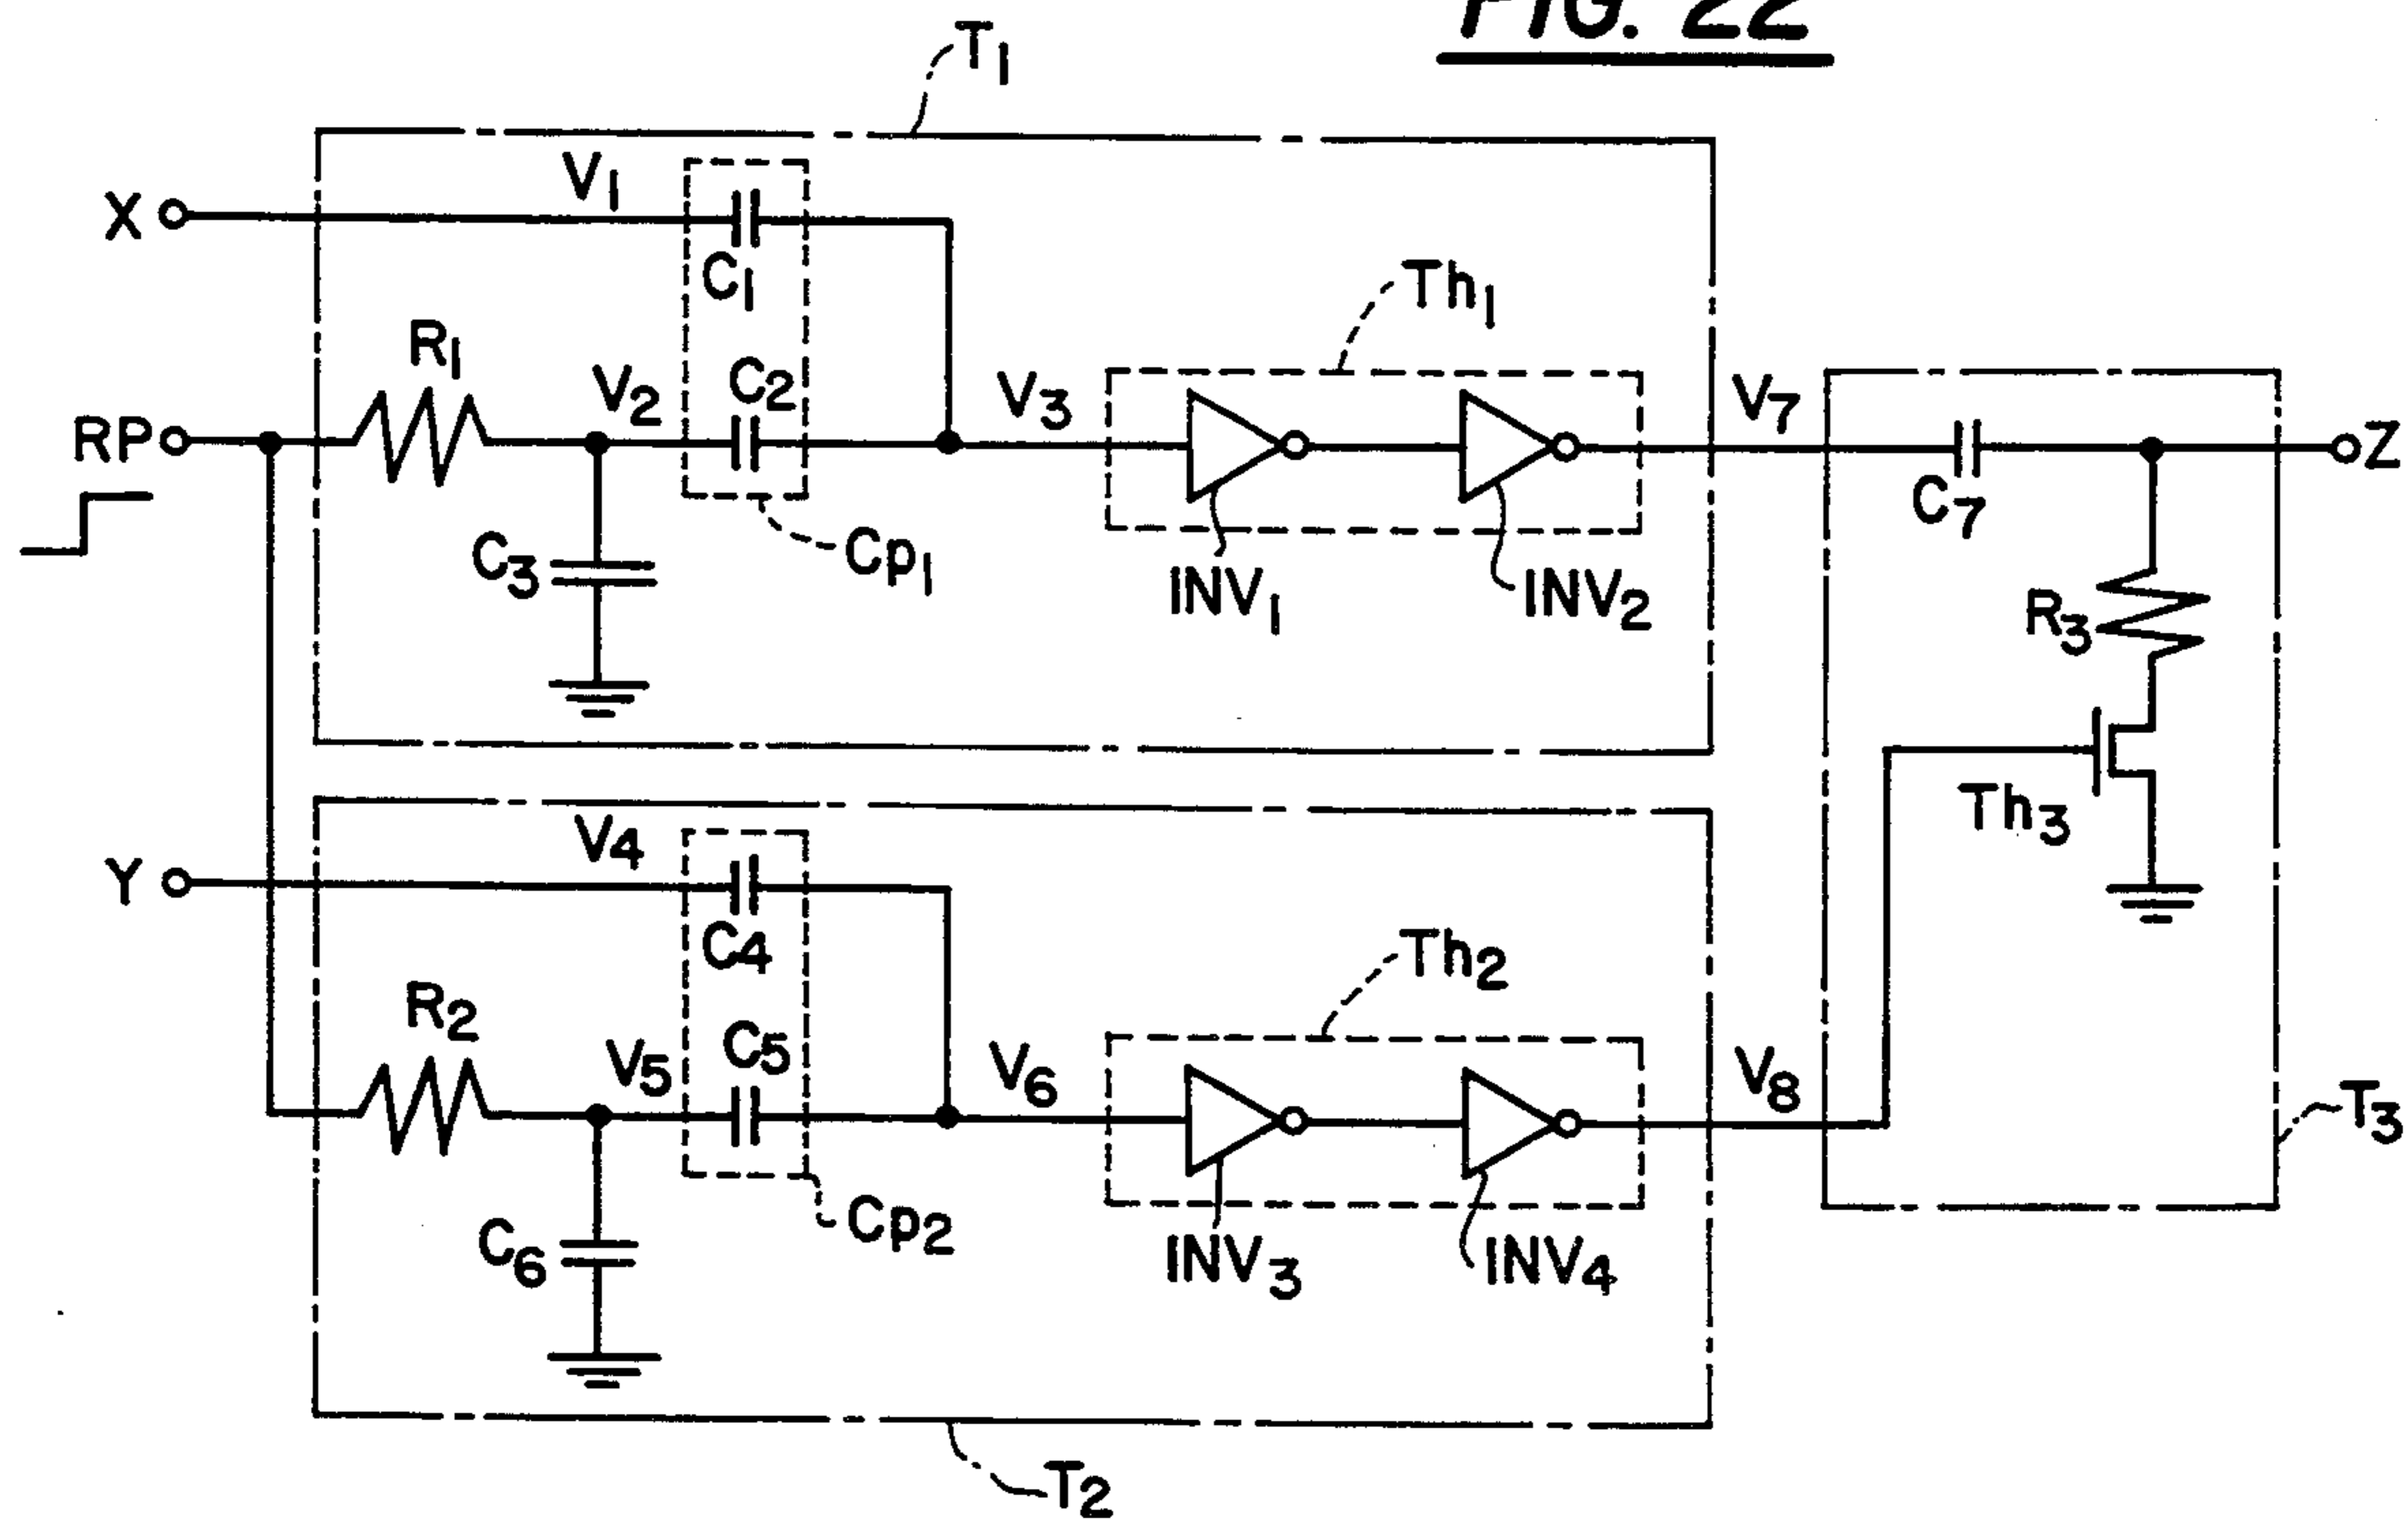 FIG. 22
T1
V1
X
C1
Th1
R1
V2
C2
V3
V7
RP
Z
C7
C3
Cp1
INV1
INV2
R3
Th3
V4
Y
C4
Th2
R2
V5
C5
V6
V8
T3
C6
Cp2
INV3
INV4
T2